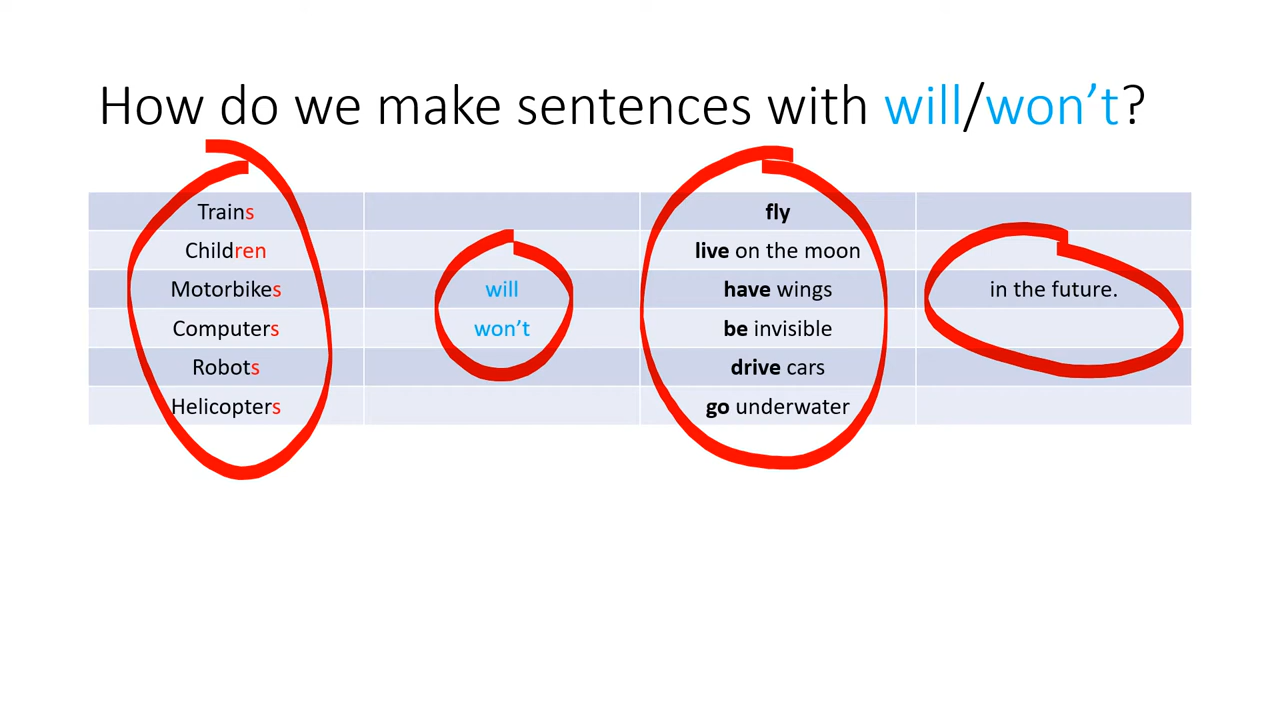 How do we make sentences with will/won't?
Trains fly
Children live on the moon
Motorbikes will have wings in the future.
Computers won't be invisible
Robots drive cars
Helicopters go underwater